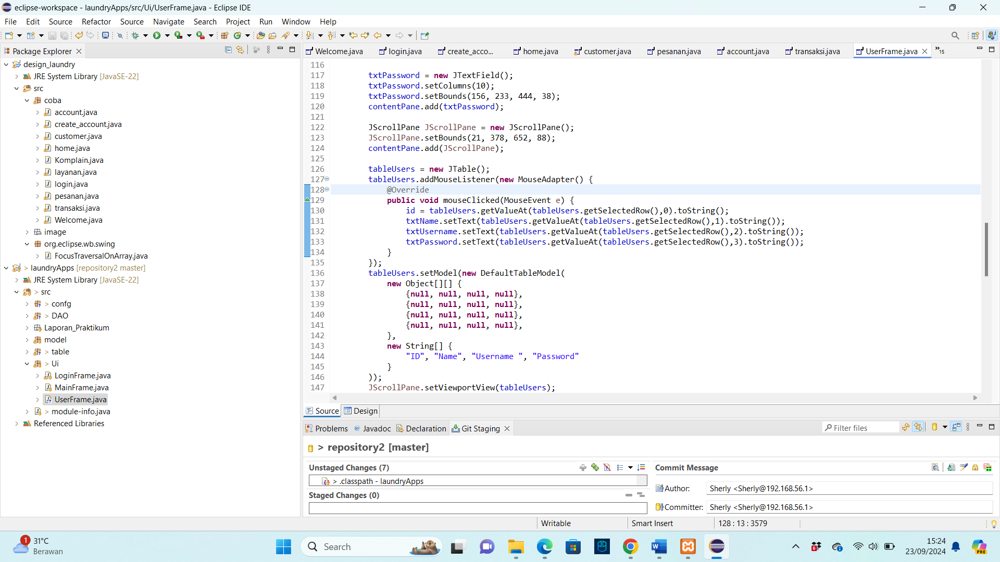 eclipse-workspace - laundryApps/src/Ui/UserFrame.java - Eclipse IDE
File Edit Source Refactor Source Navigate Search Project Run Window Help
Package Explorer
design_laundry
JRE System Library [JavaSE-22]
src
coba
account.java
create_account.java
customer.java
home.java
Komplain.java
layanan.java
login.java
pesanan.java
transaksi.java
Welcome.java
image
org.eclipse.wb.swing
FocusTraversalOnArray.java
> laundryApps [repository2 master]
JRE System Library [JavaSE-22]
> src
> confg
> DAO
Laporan_Praktikum
model
> table
> Ui
LoginFrame.java
MainFrame.java
UserFrame.java
> module-info.java
Referenced Libraries
Welcome.java login.java create_acco... home.java customer.java pesanan.java account.java transaksi.java UserFrame.java »15
116
117 txtPassword = new JTextField();
118 txtPassword.setColumns(10);
119 txtPassword.setBounds(156, 233, 444, 38);
120 contentPane.add(txtPassword);
121
122 JScrollPane JScrollPane = new JScrollPane();
123 JScrollPane.setBounds(21, 378, 652, 88);
124 contentPane.add(JScrollPane);
125
126 tableUsers = new JTable();
127 tableUsers.addMouseListener(new MouseAdapter() {
128 @Override
129 public void mouseClicked(MouseEvent e) {
130 id = tableUsers.getValueAt(tableUsers.getSelectedRow(),0).toString();
131 txtName.setText(tableUsers.getValueAt(tableUsers.getSelectedRow(),1).toString());
132 txtUsername.setText(tableUsers.getValueAt(tableUsers.getSelectedRow(),2).toString());
133 txtPassword.setText(tableUsers.getValueAt(tableUsers.getSelectedRow(),3).toString());
134 }
135 });
136 tableUsers.setModel(new DefaultTableModel(
137 new Object[][] {
138 {null, null, null, null},
139 {null, null, null, null},
140 {null, null, null, null},
141 {null, null, null, null},
142 },
143 new String[] {
144 "ID", "Name", "Username ", "Password"
145 }
146 ));
147 JScrollPane.setViewportView(tableUsers);
Source Design
Problems @ Javadoc Declaration Git Staging
Filter files
> repository2 [master]
Unstaged Changes (7)
> .classpath - laundryApps
Staged Changes (0)
Commit Message
Author: Sherly <Sherly@192.168.56.1>
Committer: Sherly <Sherly@192.168.56.1>
Writable Smart Insert 128 : 13 : 3579
1
31°C
Berawan
Search
W
6
15:24
23/09/2024
PRE